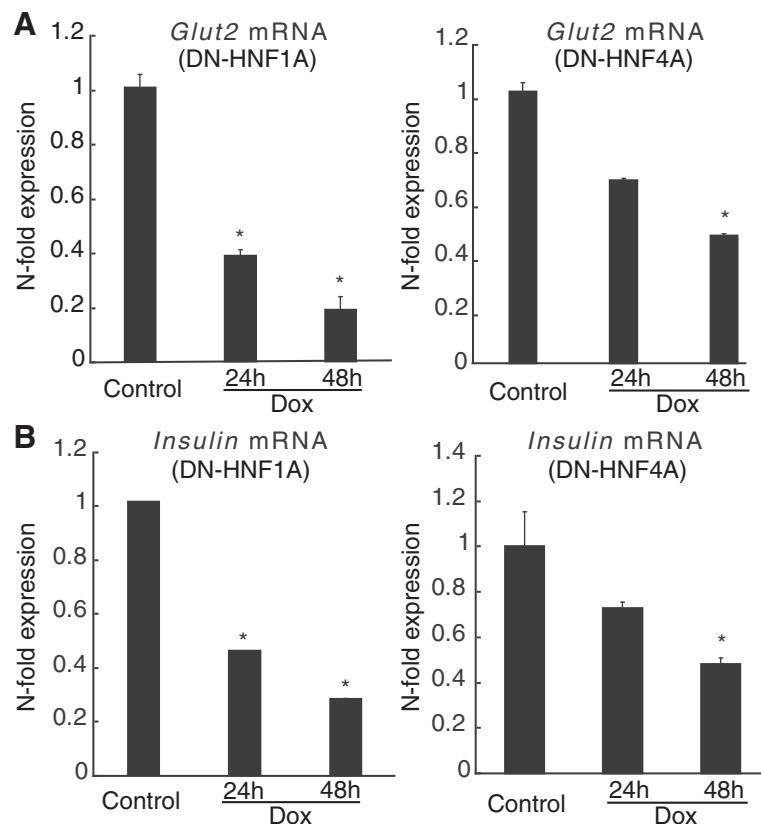 A
Glut2 mRNA
(DN-HNF1A)
N-fold expression
1.2
1
0.8
0.6
0.4
0.2
0
*
*
Control
24h
48h
Dox
Glut2 mRNA
(DN-HNF4A)
N-fold expression
1.2
1
0.8
0.6
0.4
0.2
0
*
Control
24h
48h
Dox
B
Insulin mRNA
(DN-HNF1A)
N-fold expression
1.2
1
0.8
0.6
0.4
0.2
0
*
*
Control
24h
48h
Dox
Insulin mRNA
(DN-HNF4A)
N-fold expression
1.4
1.2
1
0.8
0.6
0.4
0.2
0
*
Control
24h
48h
Dox